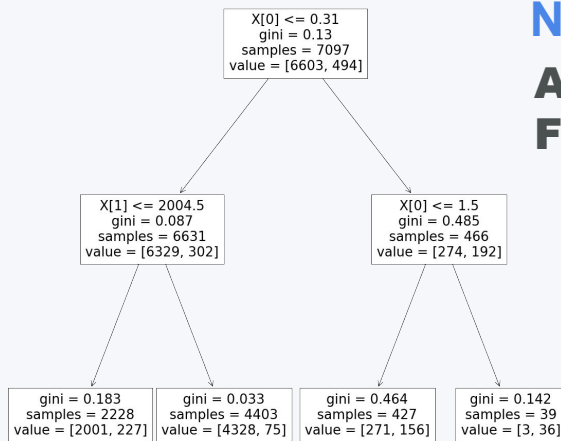 X[0] <= 0.31
gini = 0.13
samples = 7097
value = [6603, 494]
N
A
F
X[1] <= 2004.5
gini = 0.087
samples = 6631
value = [6329, 302]
X[0] <= 1.5
gini = 0.485
samples = 466
value = [274, 192]
gini = 0.183
samples = 2228
value = [2001, 227]
gini = 0.033
samples = 4403
value = [4328, 75]
gini = 0.464
samples = 427
value = [271, 156]
gini = 0.142
samples = 39
value = [3, 36]